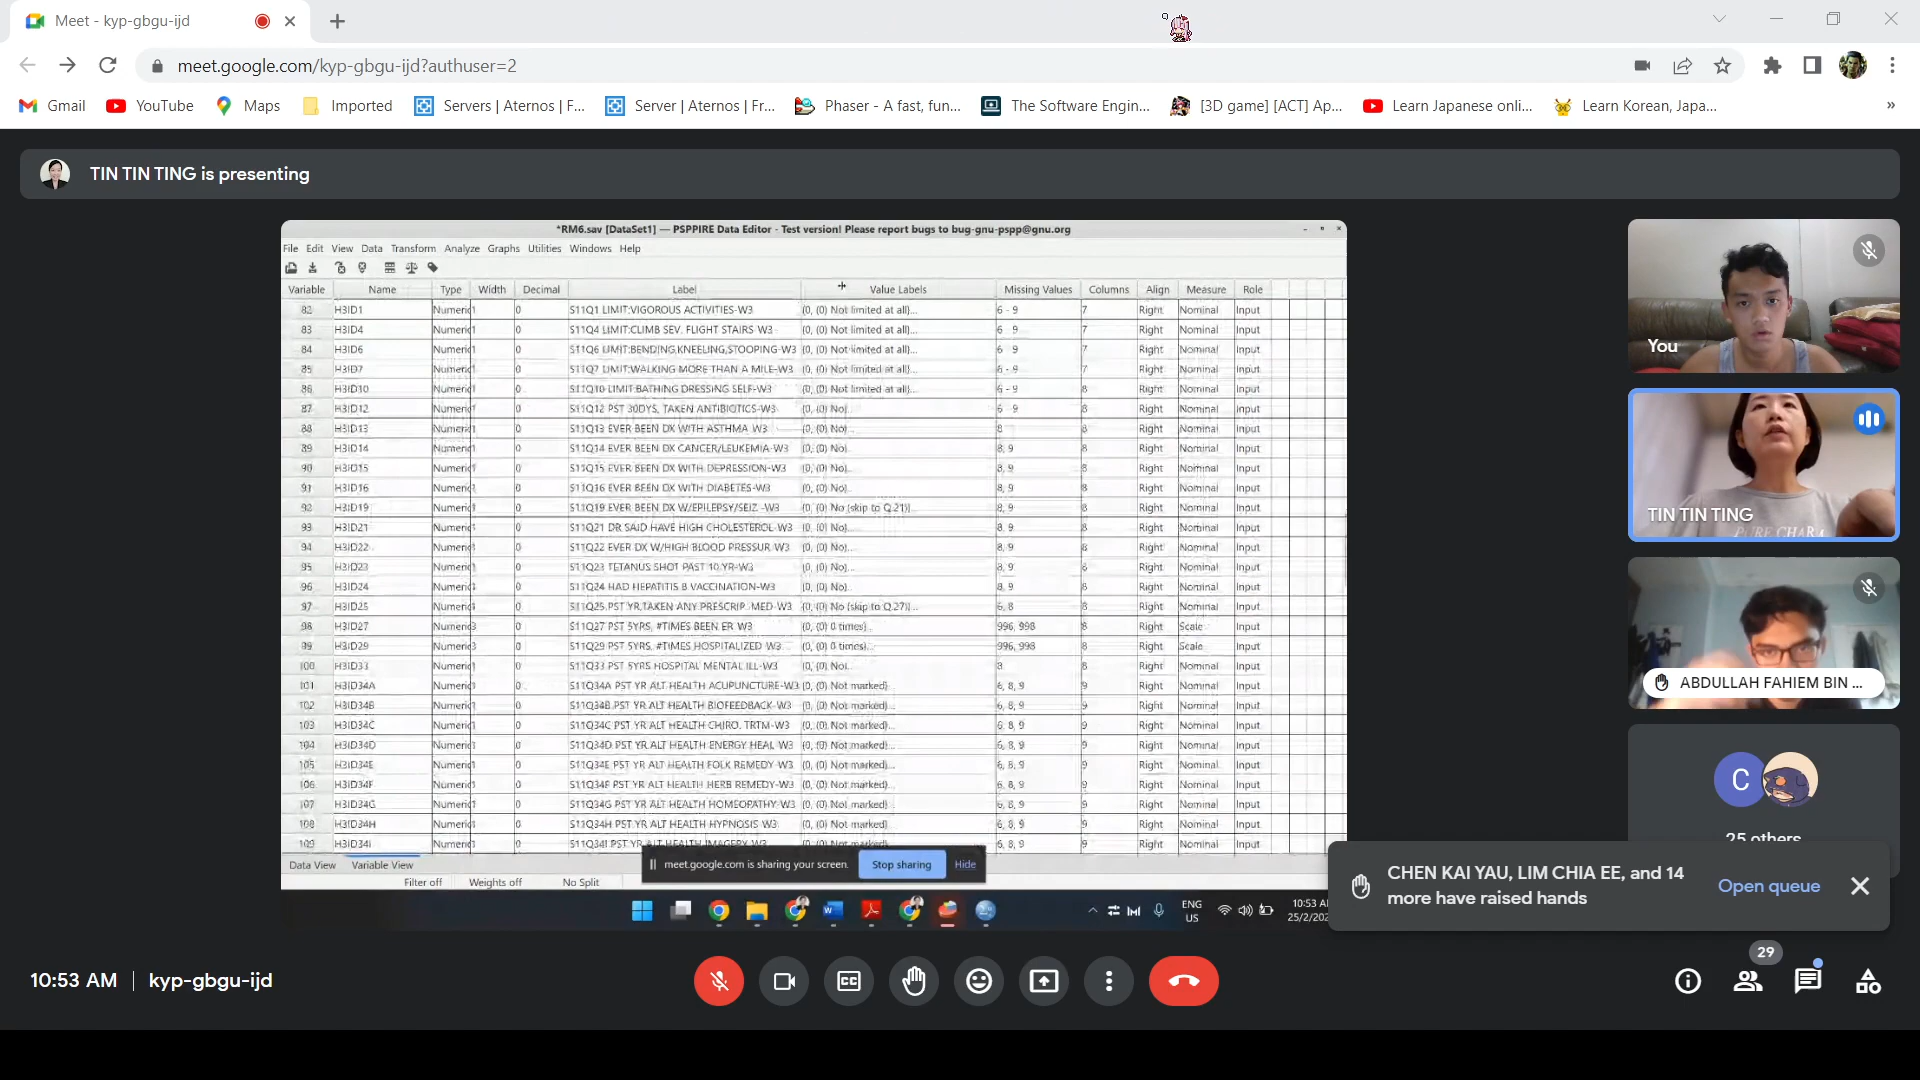 Meet - kyp-gbgu-ijd
meet.google.com/kyp-gbgu-ijd?authuser=2
Gmail YouTube Maps Imported Servers | Aternos | F... Server | Aternos | Fr... Phaser - A fast, fun... The Software Engin... [3D game] [ACT] Ap... Learn Japanese onli... Learn Korean, Japa... »
TIN TIN TING is presenting
*RM6.sav [DataSet1] — PSPPIRE Data Editor - Test version! Please report bugs to bug-gnu-pspp@gnu.org
File Edit View Data Transform Analyze Graphs Utilities Windows Help
Variable Name Type Width Decimal Label Value Labels Missing Values Columns Align Measure Role
82 H3ID1 Numeric 1 0 S11Q1 LIMIT:VIGOROUS ACTIVITIES-W3 {0, (0) Not limited at all}... 6 - 9 7 Right Nominal Input
83 H3ID4 Numeric 1 0 S11Q4 LIMIT:CLIMB SEV. FLIGHT STAIRS-W3 {0, (0) Not limited at all}... 6 - 9 7 Right Nominal Input
84 H3ID6 Numeric 1 0 S11Q6 LIMIT:BENDING,KNEELING,STOOPING-W3 {0, (0) Not limited at all}... 6 - 9 7 Right Nominal Input
85 H3ID7 Numeric 1 0 S11Q7 LIMIT:WALKING MORE THAN A MILE-W3 {0, (0) Not limited at all}... 6 - 9 7 Right Nominal Input
86 H3ID10 Numeric 1 0 S11Q10 LIMIT:BATHING DRESSING SELF-W3 {0, (0) Not limited at all}... 6 - 9 8 Right Nominal Input
87 H3ID12 Numeric 1 0 S11Q12 PST 30DYS, TAKEN ANTIBIOTICS-W3 {0, (0) No}... 6 - 9 8 Right Nominal Input
88 H3ID13 Numeric 1 0 S11Q13 EVER BEEN DX WITH ASTHMA-W3 {0, (0) No}... 8 8 Right Nominal Input
89 H3ID14 Numeric 1 0 S11Q14 EVER BEEN DX CANCER/LEUKEMIA-W3 {0, (0) No}... 8, 9 8 Right Nominal Input
90 H3ID15 Numeric 1 0 S11Q15 EVER BEEN DX WITH DEPRESSION-W3 {0, (0) No}... 8, 9 8 Right Nominal Input
91 H3ID16 Numeric 1 0 S11Q16 EVER BEEN DX WITH DIABETES-W3 {0, (0) No}... 8, 9 8 Right Nominal Input
92 H3ID19 Numeric 1 0 S11Q19 EVER BEEN DX W/EPILEPSY/SEIZ.-W3 {0, (0) No (skip to Q.21)}... 8, 9 8 Right Nominal Input
93 H3ID21 Numeric 1 0 S11Q21 DR SAID HAVE HIGH CHOLESTEROL-W3 {0, (0) No}... 8, 9 8 Right Nominal Input
94 H3ID22 Numeric 1 0 S11Q22 EVER DX W/HIGH BLOOD PRESSUR-W3 {0, (0) No}... 8, 9 8 Right Nominal Input
95 H3ID23 Numeric 1 0 S11Q23 TETANUS SHOT PAST 10 YR-W3 {0, (0) No}... 8, 9 8 Right Nominal Input
96 H3ID24 Numeric 1 0 S11Q24 HAD HEPATITIS B VACCINATION-W3 {0, (0) No}... 8, 9 8 Right Nominal Input
97 H3ID25 Numeric 1 0 S11Q25 PST YR,TAKEN ANY PRESCRIP. MED-W3 {0, (0) No (skip to Q.27)}... 6, 8 8 Right Nominal Input
98 H3ID27 Numeric 3 0 S11Q27 PST 5YRS, #TIMES BEEN ER-W3 {0, (0) 0 times}... 996, 998 8 Right Scale Input
99 H3ID29 Numeric 3 0 S11Q29 PST 5YRS, #TIMES HOSPITALIZED-W3 {0, (0) 0 times}... 996, 998 8 Right Scale Input
100 H3ID33 Numeric 1 0 S11Q33 PST 5YRS HOSPITAL MENTAL ILL-W3 {0, (0) No}... 8 8 Right Nominal Input
101 H3ID34A Numeric 1 0 S11Q34A PST YR ALT HEALTH ACUPUNCTURE-W3 {0, (0) Not marked}... 6, 8, 9 9 Right Nominal Input
102 H3ID34B Numeric 1 0 S11Q34B PST YR ALT HEALTH BIOFEEDBACK-W3 {0, (0) Not marked}... 6, 8, 9 9 Right Nominal Input
103 H3ID34C Numeric 1 0 S11Q34C PST YR ALT HEALTH CHIRO. TRTM-W3 {0, (0) Not marked}... 6, 8, 9 9 Right Nominal Input
104 H3ID34D Numeric 1 0 S11Q34D PST YR ALT HEALTH ENERGY HEAL-W3 {0, (0) Not marked}... 6, 8, 9 9 Right Nominal Input
105 H3ID34E Numeric 1 0 S11Q34E PST YR ALT HEALTH FOLK REMEDY-W3 {0, (0) Not marked}... 6, 8, 9 9 Right Nominal Input
106 H3ID34F Numeric 1 0 S11Q34F PST YR ALT HEALTH HERB REMEDY-W3 {0, (0) Not marked}... 6, 8, 9 9 Right Nominal Input
107 H3ID34G Numeric 1 0 S11Q34G PST YR ALT HEALTH HOMEOPATHY-W3 {0, (0) Not marked}... 6, 8, 9 9 Right Nominal Input
108 H3ID34H Numeric 1 0 S11Q34H PST YR ALT HEALTH HYPNOSIS-W3 {0, (0) Not marked}... 6, 8, 9 9 Right Nominal Input
109 H3ID34I Numeric 1 0 S11Q34I PST YR ALT HEALTH IMAGERY-W3 {0, (0) Not marked}... 6, 8, 9 9 Right Nominal Input
Data View Variable View
meet.google.com is sharing your screen. Stop sharing Hide
Filter off Weights off No Split
ENG
US
10:53 AM
25/2/202
You
TIN TIN TING
PURE CHARA
ABDULLAH FAHIEM BIN ...
C
25 others
CHEN KAI YAU, LIM CHIA EE, and 14
more have raised hands
Open queue
10:53 AM | kyp-gbgu-ijd
29